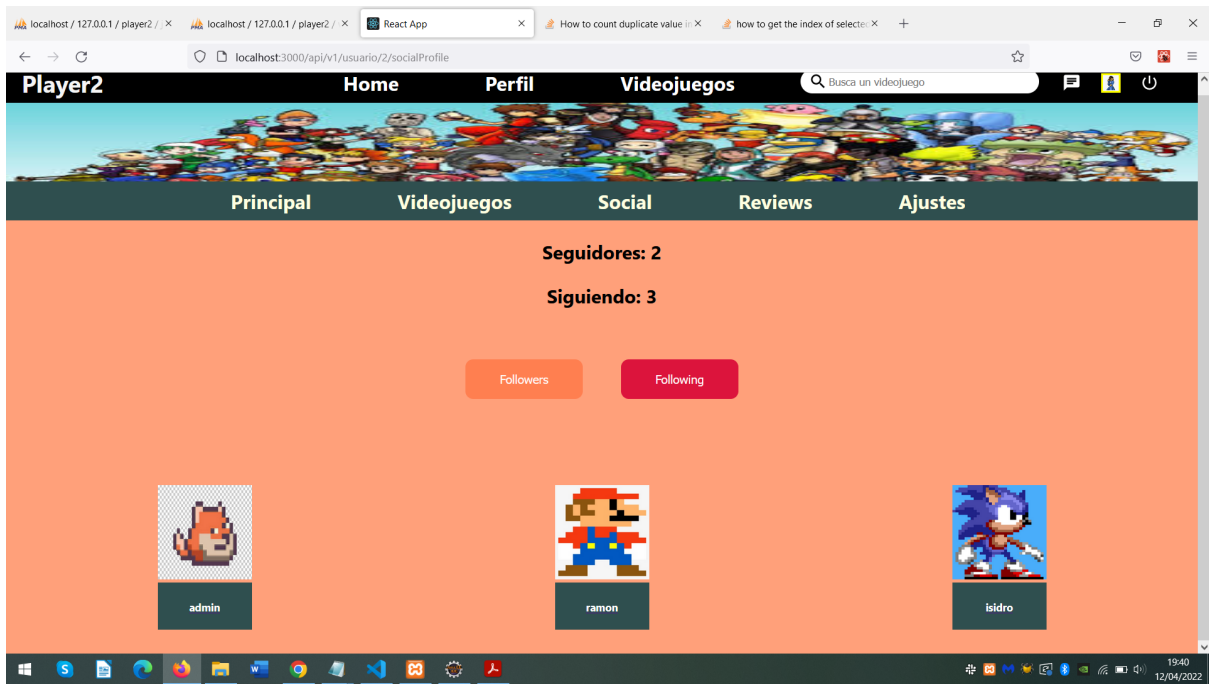 localhost / 127.0.0.1 / player2 /
localhost / 127.0.0.1 / player2 /
React App
How to count duplicate value in
how to get the index of selected
localhost:3000/api/v1/usuario/2/socialProfile
Player2 Home Perfil Videojuegos Busca un videojuego
Principal Videojuegos Social Reviews Ajustes
Seguidores: 2
Siguiendo: 3
Followers Following
admin ramon isidro
19:40
12/04/2022